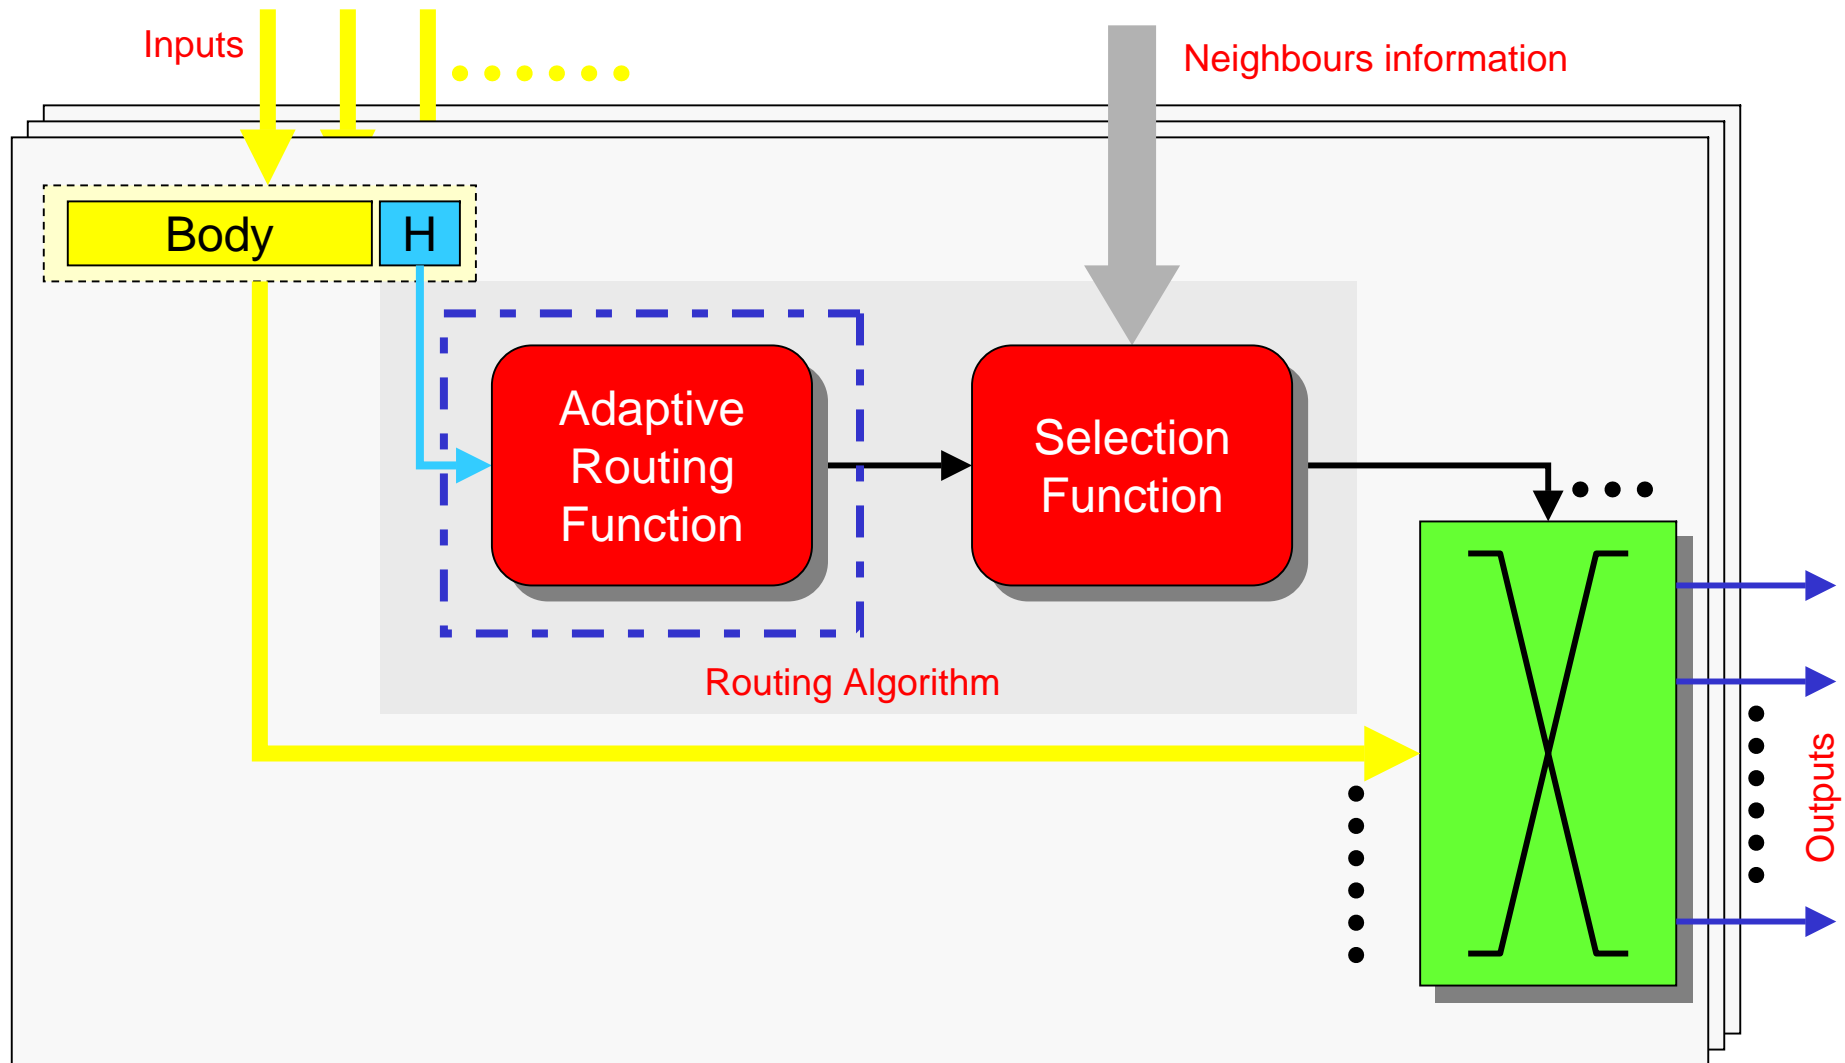 Inputs
Neighbours information
Body
H
Adaptive
Routing
Function
Selection
Function
Routing Algorithm
Outputs